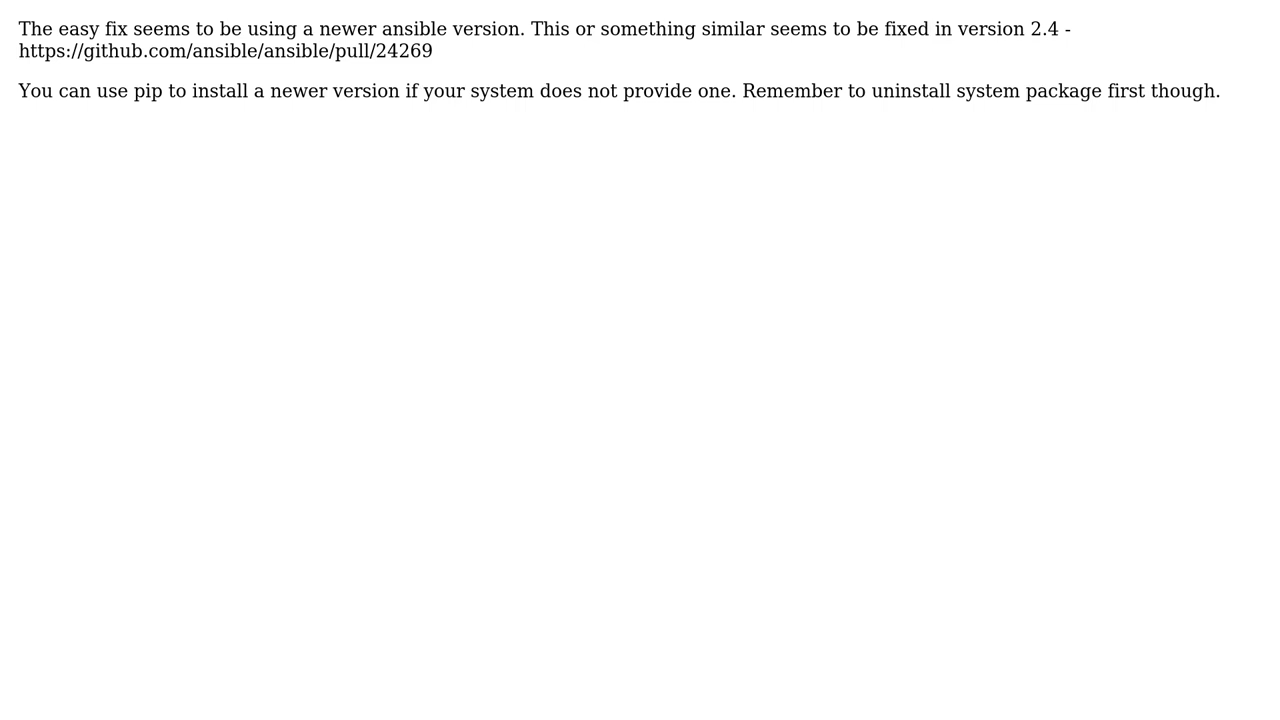 The easy fix seems to be using a newer ansible version. This or something similar seems to be fixed in version 2.4 -
https://github.com/ansible/ansible/pull/24269
You can use pip to install a newer version if your system does not provide one. Remember to uninstall system package first though.